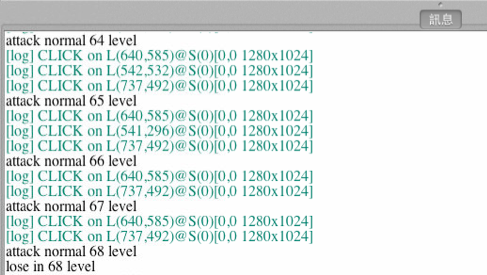 訊息
attack normal 64 level
[log] CLICK on L(640,585)@S(0)[0,0 1280x1024]
[log] CLICK on L(542,532)@S(0)[0,0 1280x1024]
[log] CLICK on L(737,492)@S(0)[0,0 1280x1024]
attack normal 65 level
[log] CLICK on L(640,585)@S(0)[0,0 1280x1024]
[log] CLICK on L(541,296)@S(0)[0,0 1280x1024]
[log] CLICK on L(737,492)@S(0)[0,0 1280x1024]
attack normal 66 level
[log] CLICK on L(640,585)@S(0)[0,0 1280x1024]
[log] CLICK on L(737,492)@S(0)[0,0 1280x1024]
attack normal 67 level
[log] CLICK on L(640,585)@S(0)[0,0 1280x1024]
[log] CLICK on L(737,492)@S(0)[0,0 1280x1024]
attack normal 68 level
lose in 68 level